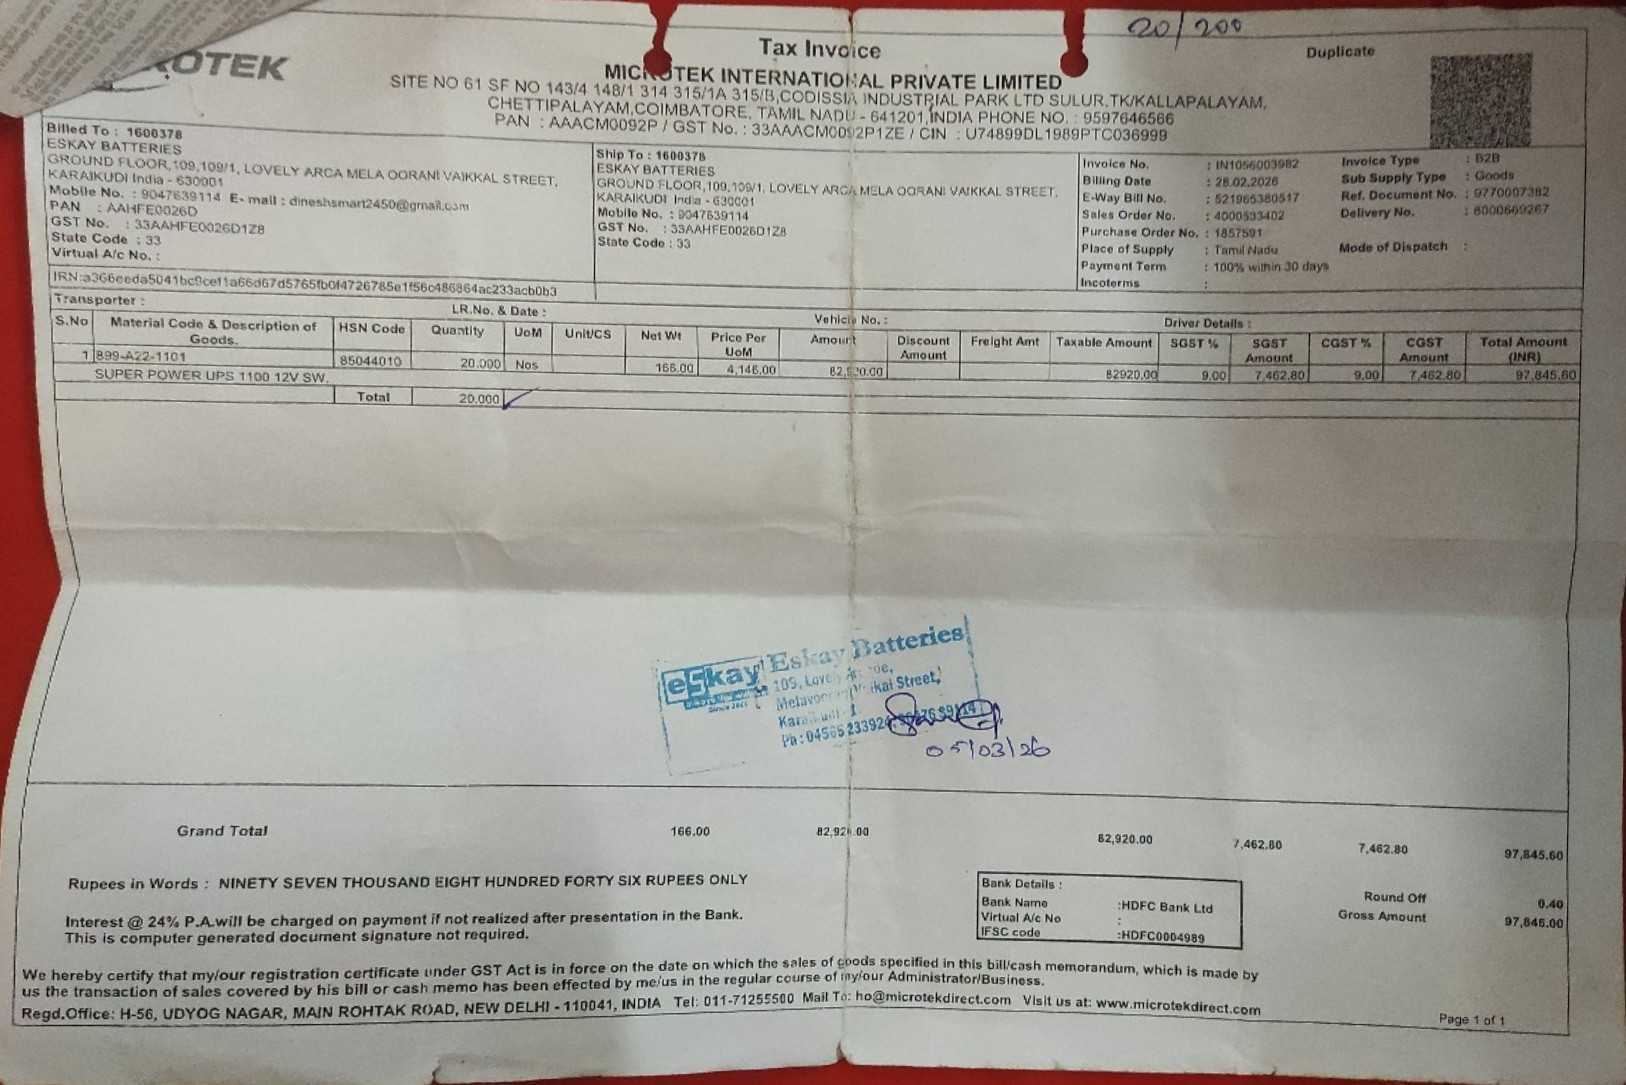 20/200
Tax Invoice
Duplicate
ROTEK
MICROTEK INTERNATIONAL PRIVATE LIMITED
SITE NO 61 SF NO 143/4 148/1 314 315/1A 315/B,CODISSIA INDUSTRIAL PARK LTD SULUR,TK/KALLAPALAYAM,
CHETTIPALAYAM,COIMBATORE, TAMIL NADU - 641201,INDIA PHONE NO. : 9597646566
PAN : AAACM0092P / GST No. : 33AAACM0092P1ZE / CIN : U74899DL1989PTC036999
Billed To : 1600378
ESKAY BATTERIES
GROUND FLOOR,109,109/1, LOVELY ARCA MELA OORANI VAIKKAL STREET,
KARAIKUDI India - 630001
Mobile No. : 9047639114 E- mail : dineshsmart2450@gmail.com
PAN : AAHFE0026D
GST No. : 33AAHFE0026D1Z8
State Code : 33
Virtual A/c No. :
Ship To : 1600378
ESKAY BATTERIES
GROUND FLOOR,109,109/1, LOVELY ARCA MELA OORANI VAIKKAL STREET,
KARAIKUDI India - 630001
Mobile No. : 9047639114
GST No. : 33AAHFE0026D1Z8
State Code : 33
Invoice No. : IN1056003982
Billing Date : 28.02.2026
E-Way Bill No. : 521965380517
Sales Order No. : 4000533402
Purchase Order No. : 1857591
Place of Supply : Tamil Nadu
Payment Term : 100% within 30 days
Incoterms :
Invoice Type : B2B
Sub Supply Type : Goods
Ref. Document No. : 9770007382
Delivery No. : 8000669267
Mode of Dispatch :
Transporter :
LR.No. & Date :
Vehicle No. :
Driver Details :
S.No Material Code & Description of Goods. HSN Code Quantity UoM Unit/CS Net Wt Price Per UoM Amount Discount Amount Freight Amt Taxable Amount SGST % SGST Amount CGST % CGST Amount Total Amount (INR)
1 899-A22-1101 85044010 20.000 Nos 166.00 4,146.00 82920.00 9.00 7,462.80 9.00 7,462.80 97,845.60
SUPER POWER UPS 1100 12V SW.
Total 20.000
eskay Eskay Batteries
109,
Street,
05/03/26
Grand Total 166.00 82,920.00 82,920.00 7,462.80 7,462.80 97,845.60
Rupees in Words : NINETY SEVEN THOUSAND EIGHT HUNDRED FORTY SIX RUPEES ONLY
Round Off 0.40
Gross Amount 97,846.00
Interest @ 24% P.A.will be charged on payment if not realized after presentation in the Bank.
This is computer generated document signature not required.
Bank Details :
Bank Name :HDFC Bank Ltd
Virtual A/c No :
IFSC code :HDFC0004989
We hereby certify that my/our registration certificate under GST Act is in force on the date on which the sales of goods specified in this bill/cash memorandum, which is made by
us the transaction of sales covered by his bill or cash memo has been effected by me/us in the regular course of my/our Administrator/Business.
Regd.Office: H-56, UDYOG NAGAR, MAIN ROHTAK ROAD, NEW DELHI - 110041, INDIA Tel: 011-71255500 Mail To: ho@microtekdirect.com Visit us at: www.microtekdirect.com
Page 1 of 1